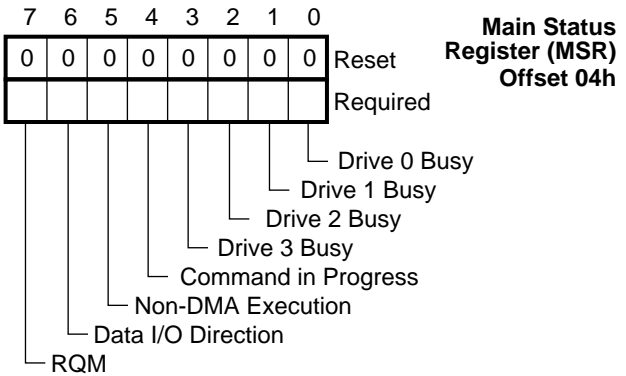 7 6 5 4 3 2 1 0
Main Status
Register (MSR)
Offset 04h
0 0 0 0 0 0 0 0 Reset
Required
Drive 0 Busy
Drive 1 Busy
Drive 2 Busy
Drive 3 Busy
Command in Progress
Non-DMA Execution
Data I/O Direction
RQM